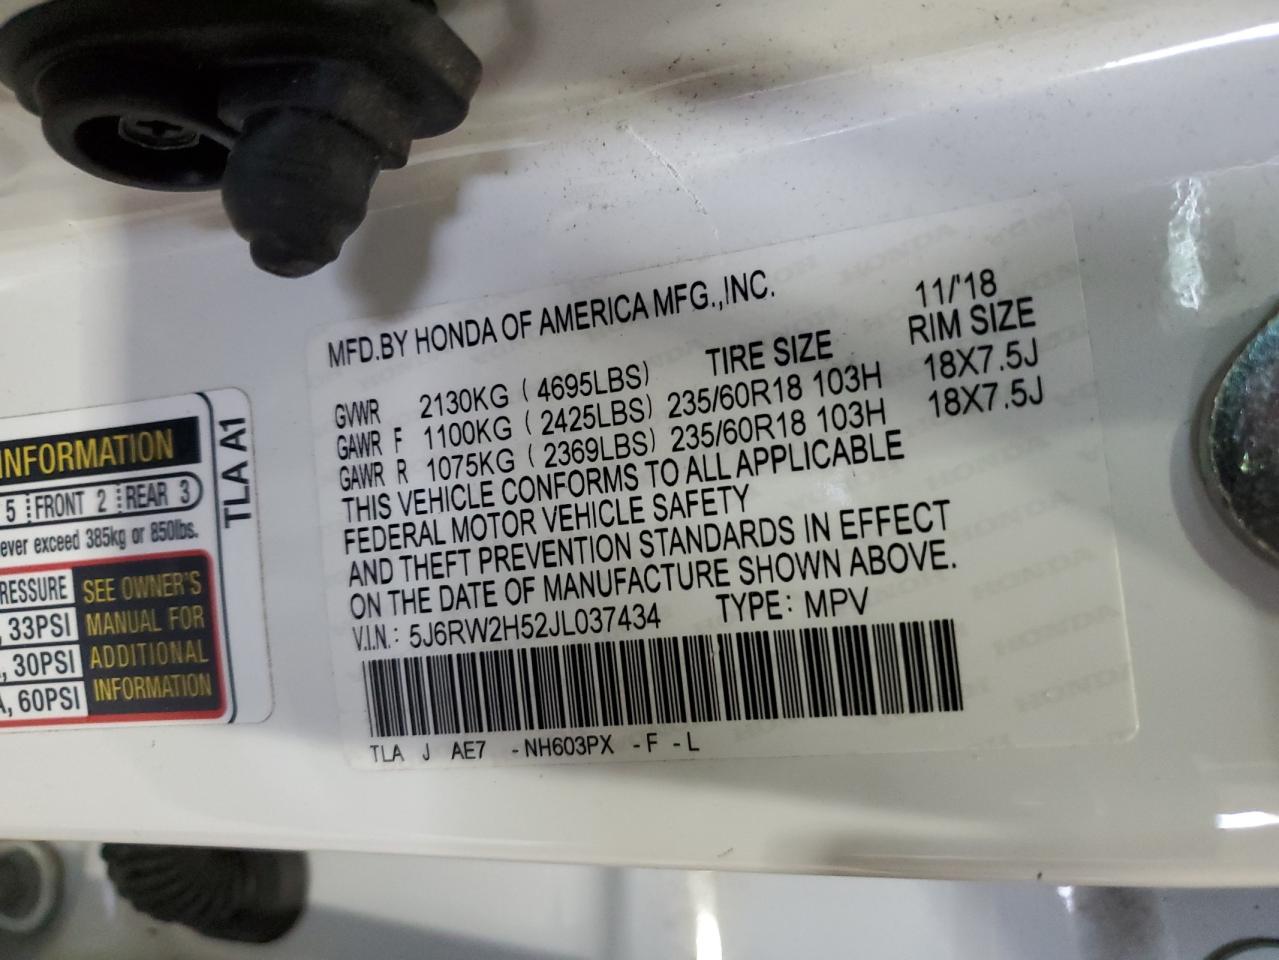 MFD.BY HONDA OF AMERICA MFG.,INC. 11/'18
TIRE SIZE RIM SIZE
GVWR 2130KG ( 4695LBS)
GAWR F 1100KG ( 2425LBS) 235/60R18 103H 18X7.5J
GAWR R 1075KG ( 2369LBS) 235/60R18 103H 18X7.5J
THIS VEHICLE CONFORMS TO ALL APPLICABLE
FEDERAL MOTOR VEHICLE SAFETY
AND THEFT PREVENTION STANDARDS IN EFFECT
ON THE DATE OF MANUFACTURE SHOWN ABOVE.
V.I.N.: 5J6RW2H52JL037434 TYPE: MPV
TLA J AE7 -NH603PX -F -L
INFORMATION
5 FRONT 2 REAR 3
ever exceed 385kg or 850lbs.
RESSURE
, 33PSI
, 30PSI
A, 60PSI
SEE OWNER'S
MANUAL FOR
ADDITIONAL
INFORMATION
TLA A1